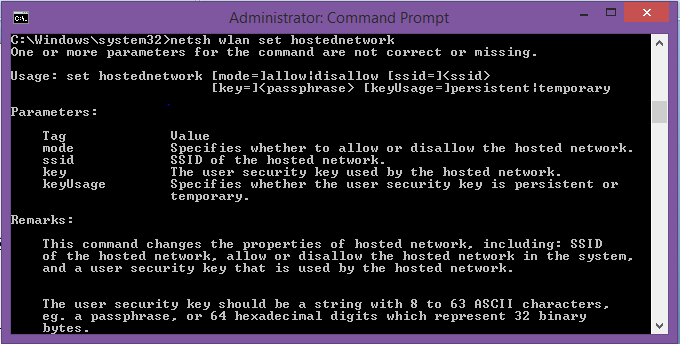 Administrator: Command Prompt
C:\Windows\system32>netsh wlan set hostednetwork
One or more parameters for the command are not correct or missing.
Usage: set hostednetwork [mode=]allow|disallow [ssid=]<ssid>
[key=]<passphrase> [keyUsage=]persistent|temporary
Parameters:
Tag Value
mode Specifies whether to allow or disallow the hosted network.
ssid SSID of the hosted network.
key The user security key used by the hosted network.
keyUsage Specifies whether the user security key is persistent or
temporary.
Remarks:
This command changes the properties of hosted network, including: SSID
of the hosted network, allow or disallow the hosted network in the system,
and a user security key that is used by the hosted network.
The user security key should be a string with 8 to 63 ASCII characters,
eg. a passphrase, or 64 hexadecimal digits which represent 32 binary
bytes.